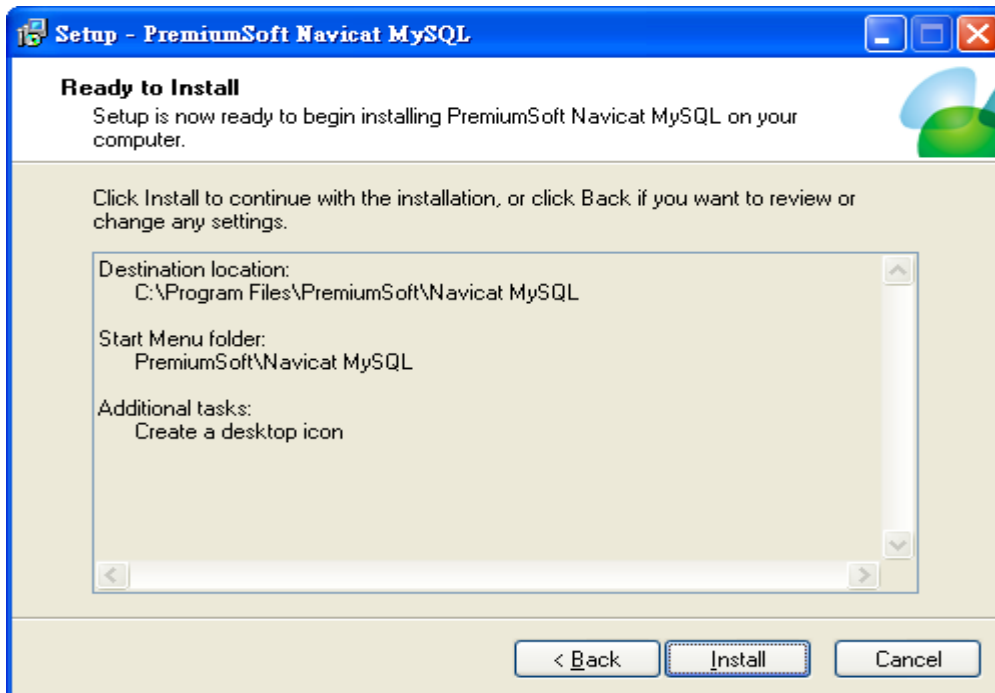 Setup - PremiumSoft Navicat MySQL
Ready to Install
Setup is now ready to begin installing PremiumSoft Navicat MySQL on your
computer.
Click Install to continue with the installation, or click Back if you want to review or
change any settings.
Destination location:
C:\Program Files\PremiumSoft\Navicat MySQL
Start Menu folder:
PremiumSoft\Navicat MySQL
Additional tasks:
Create a desktop icon
< Back
Install
Cancel